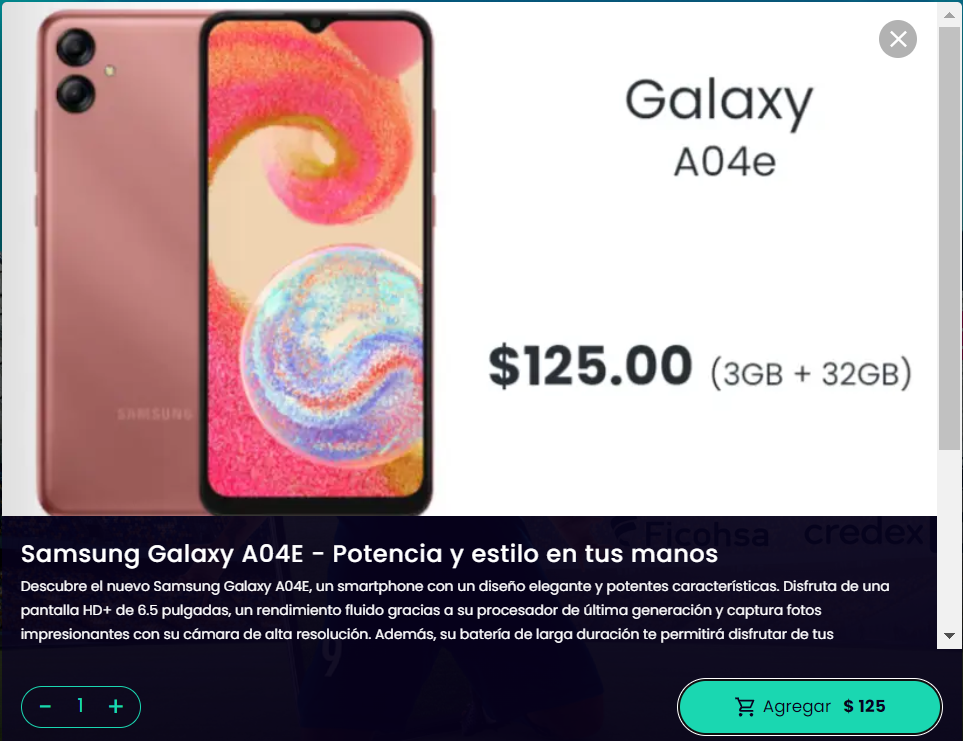 Galaxy
A04e
$125.00 (3GB + 32GB)
SAMSUNG
Ficohsa credex
Samsung Galaxy A04E - Potencia y estilo en tus manos
Descubre el nuevo Samsung Galaxy A04E, un smartphone con un diseño elegante y potentes características. Disfruta de una
pantalla HD+ de 6.5 pulgadas, un rendimiento fluido gracias a su procesador de última generación y captura fotos
impresionantes con su cámara de alta resolución. Además, su batería de larga duración te permitirá disfrutar de tus
9
- 1 +
Agregar $ 125